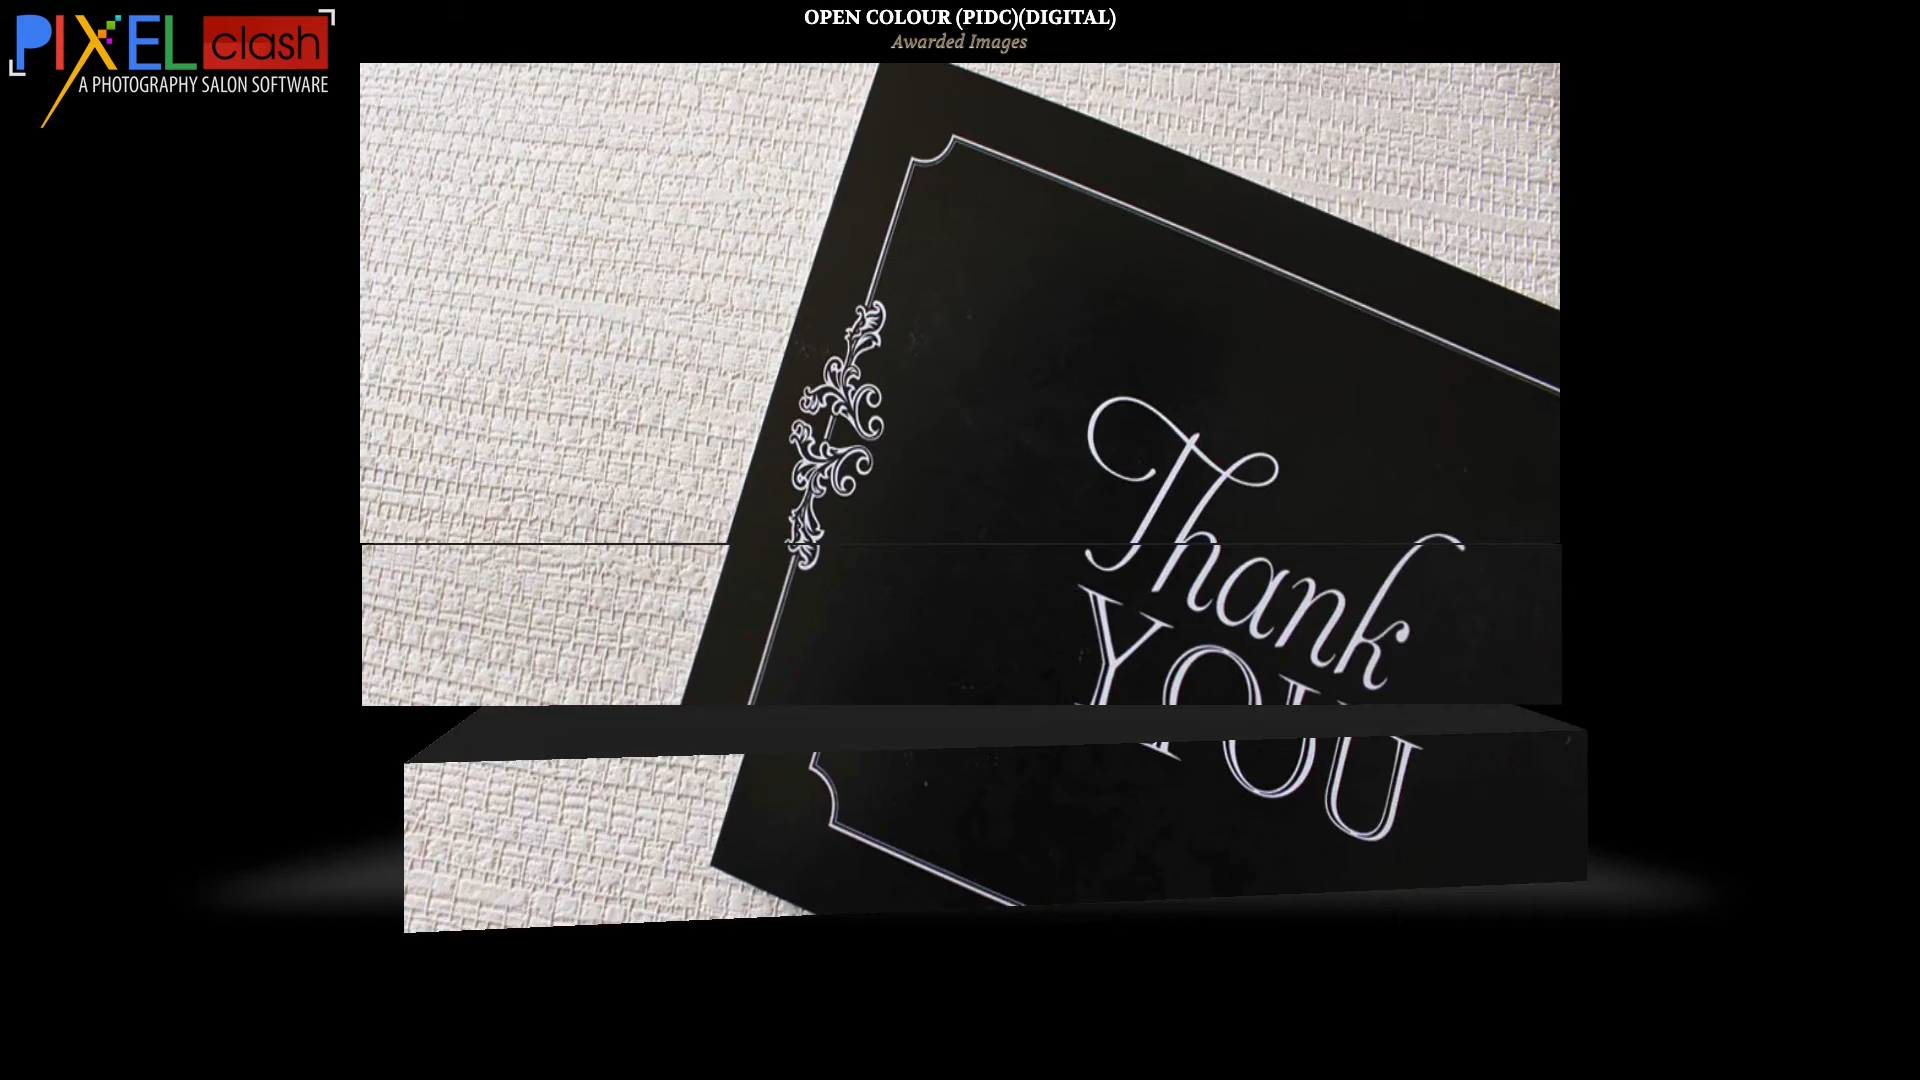 PIXEL clash
A PHOTOGRAPHY SALON SOFTWARE
OPEN COLOUR (PIDC)(DIGITAL)
Awarded Images
Thank
YOU